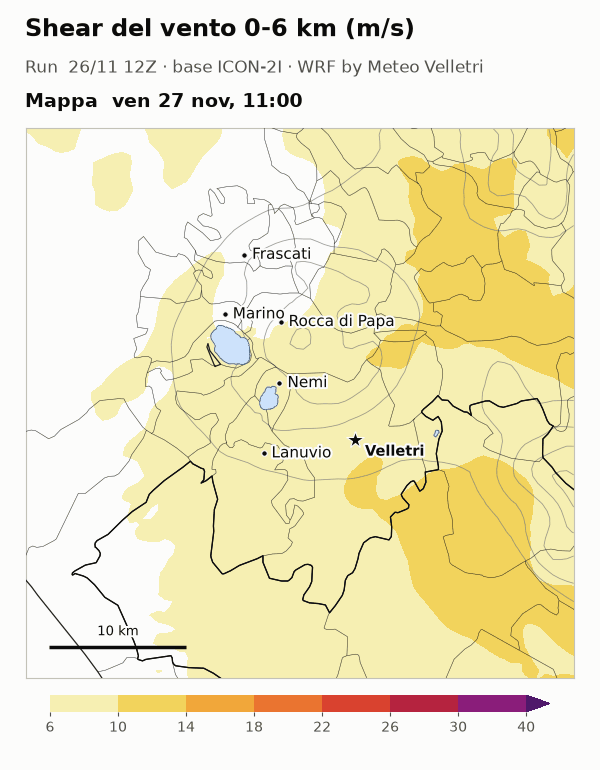 Shear del vento 0-6 km (m/s)
Run  26/11 12Z · base ICON-2I · WRF by Meteo Velletri
Mappa  ven 27 nov, 11:00
Frascati
Marino
Rocca di Papa
Nemi
Velletri
Lanuvio
10 km
6 10 14 18 22 26 30 40